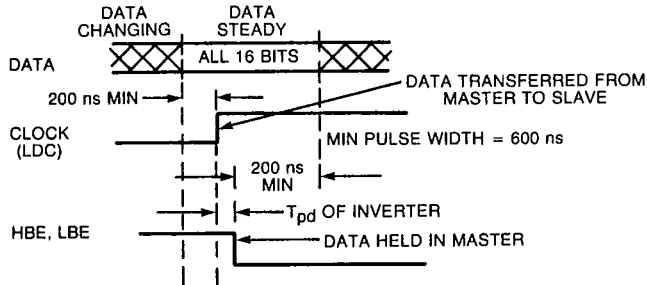 DATA CHANGING
DATA STEADY
DATA
ALL 16 BITS
200 ns MIN
DATA TRANSFERRED FROM
MASTER TO SLAVE
CLOCK
(LDC)
MIN PULSE WIDTH = 600 ns
200 ns
MIN
Tpd OF INVERTER
HBE, LBE
DATA HELD IN MASTER